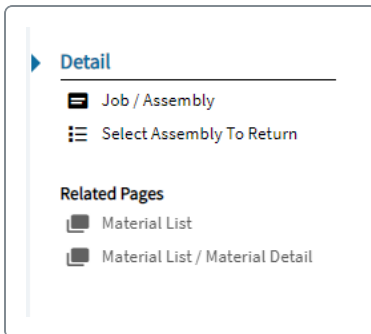 Detail
Job / Assembly
Select Assembly To Return
Related Pages
Material List
Material List / Material Detail